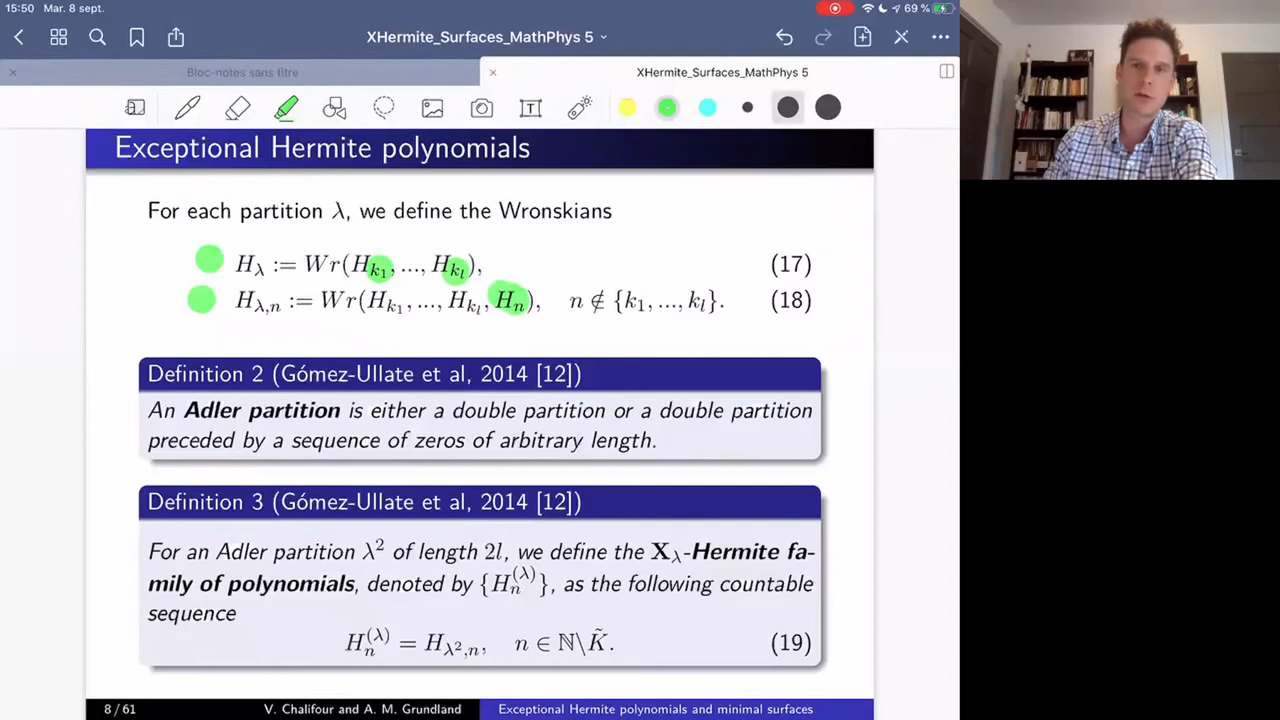 15:50 Mar. 8 sept. 69 %
XHermite_Surfaces_MathPhys 5
Bloc-notes sans titre
XHermite_Surfaces_MathPhys 5
Exceptional Hermite polynomials
For each partition λ, we define the Wronskians
H_λ := Wr(H_{k_1}, ..., H_{k_l}), (17)
H_{λ,n} := Wr(H_{k_1}, ..., H_{k_l}, H_n), n ∉ {k_1, ..., k_l}. (18)
Definition 2 (Gómez-Ullate et al, 2014 [12])
An Adler partition is either a double partition or a double partition
preceded by a sequence of zeros of arbitrary length.
Definition 3 (Gómez-Ullate et al, 2014 [12])
For an Adler partition λ² of length 2l, we define the X_λ-Hermite fa-
mily of polynomials, denoted by {H_n^{(λ)}}, as the following countable
sequence
H_n^{(λ)} = H_{λ²,n}, n ∈ ℕ\K̃. (19)
8 / 61 V. Chalifour and A. M. Grundland Exceptional Hermite polynomials and minimal surfaces